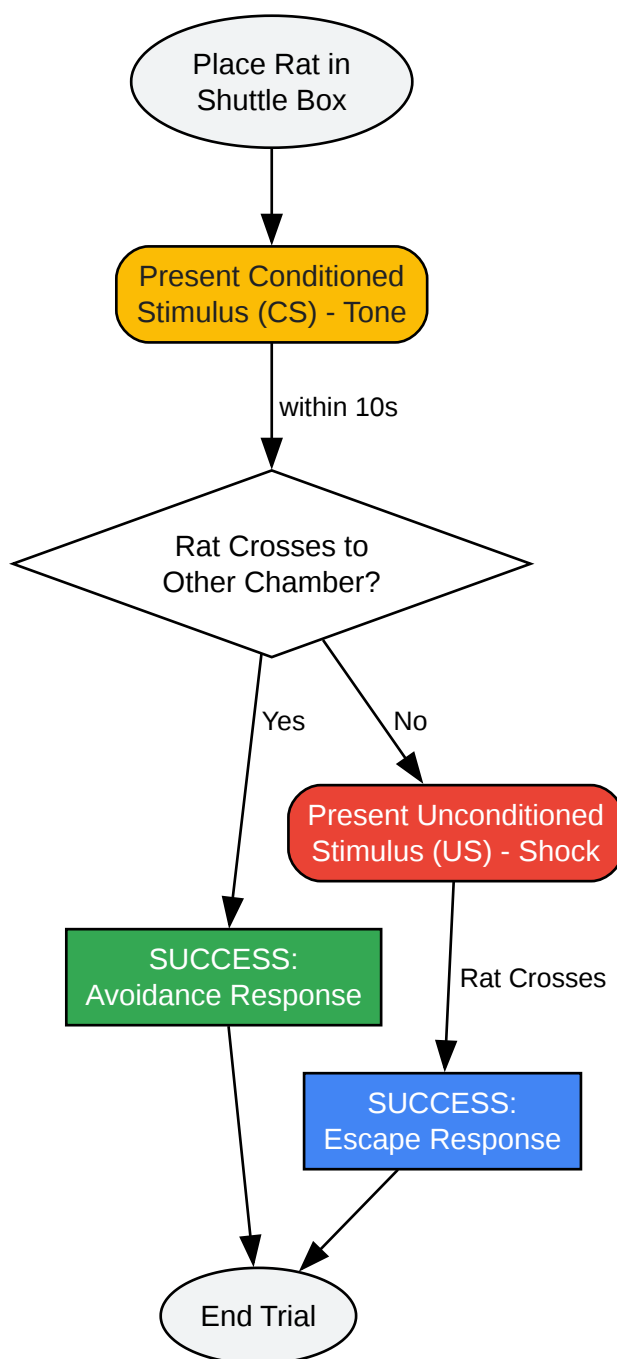 Place Rat in
Shuttle Box
Present Conditioned
Stimulus (CS) - Tone
within 10s
Rat Crosses to
Other Chamber?
Yes
No
Present Unconditioned
Stimulus (US) - Shock
SUCCESS:
Avoidance Response
Rat Crosses
SUCCESS:
Escape Response
End Trial